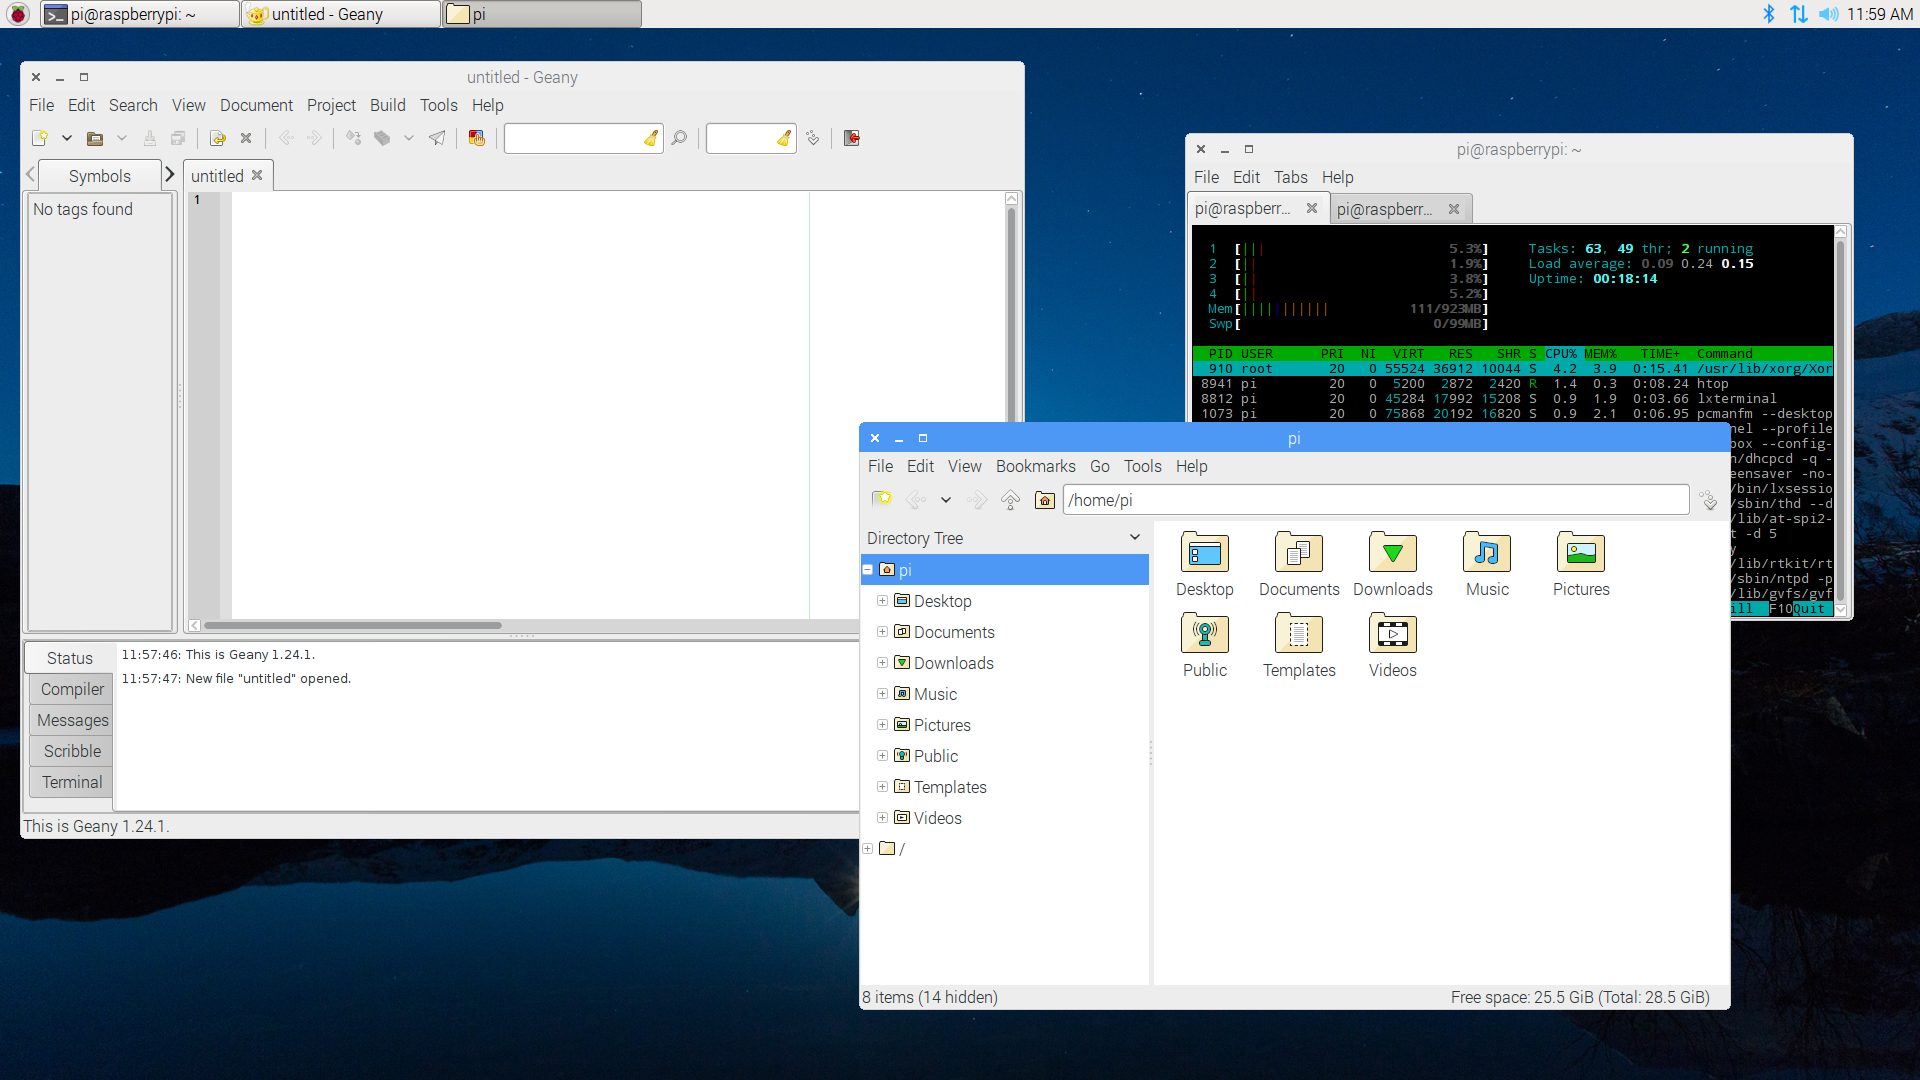 pi@raspberrypi: ~
untitled - Geany
pi
11:59 AM
untitled - Geany
File Edit Search View Document Project Build Tools Help
Symbols
untitled
No tags found
1
Status
Compiler
Messages
Scribble
Terminal
11:57:46: This is Geany 1.24.1.
11:57:47: New file "untitled" opened.
This is Geany 1.24.1.
pi@raspberrypi: ~
File Edit Tabs Help
pi@raspberr...
pi@raspberr...
1 [||| 5.3%] Tasks: 63, 49 thr; 2 running
2 [|| 1.9%] Load average: 0.09 0.24 0.15
3 [|| 3.8%] Uptime: 00:18:14
4 [|| 5.2%]
Mem[||||||||||| 111/923MB]
Swp[ 0/99MB]
PID USER PRI NI VIRT RES SHR S CPU% MEM% TIME+ Command
910 root 20 0 55524 36912 10044 S 4.2 3.9 0:15.41 /usr/lib/xorg/Xor
8941 pi 20 0 5200 2872 2420 R 1.4 0.3 0:08.24 htop
8812 pi 20 0 45284 17992 15208 S 0.9 1.9 0:03.66 lxterminal
1073 pi 20 0 75868 20192 16820 S 0.9 2.1 0:06.95 pcmanfm --desktop
nel --profile
box --config-
n/dhcpcd -q -
eensaver -no-
/bin/lxsessio
/sbin/thd --d
/lib/at-spi2-
t -d 5
y
/lib/rtkit/rt
/sbin/ntpd -p
/lib/gvfs/gvf
ill F10Quit
pi
File Edit View Bookmarks Go Tools Help
/home/pi
Directory Tree
pi
Desktop
Documents
Downloads
Music
Pictures
Public
Templates
Videos
/
Desktop Documents Downloads Music Pictures
Public Templates Videos
8 items (14 hidden)
Free space: 25.5 GiB (Total: 28.5 GiB)